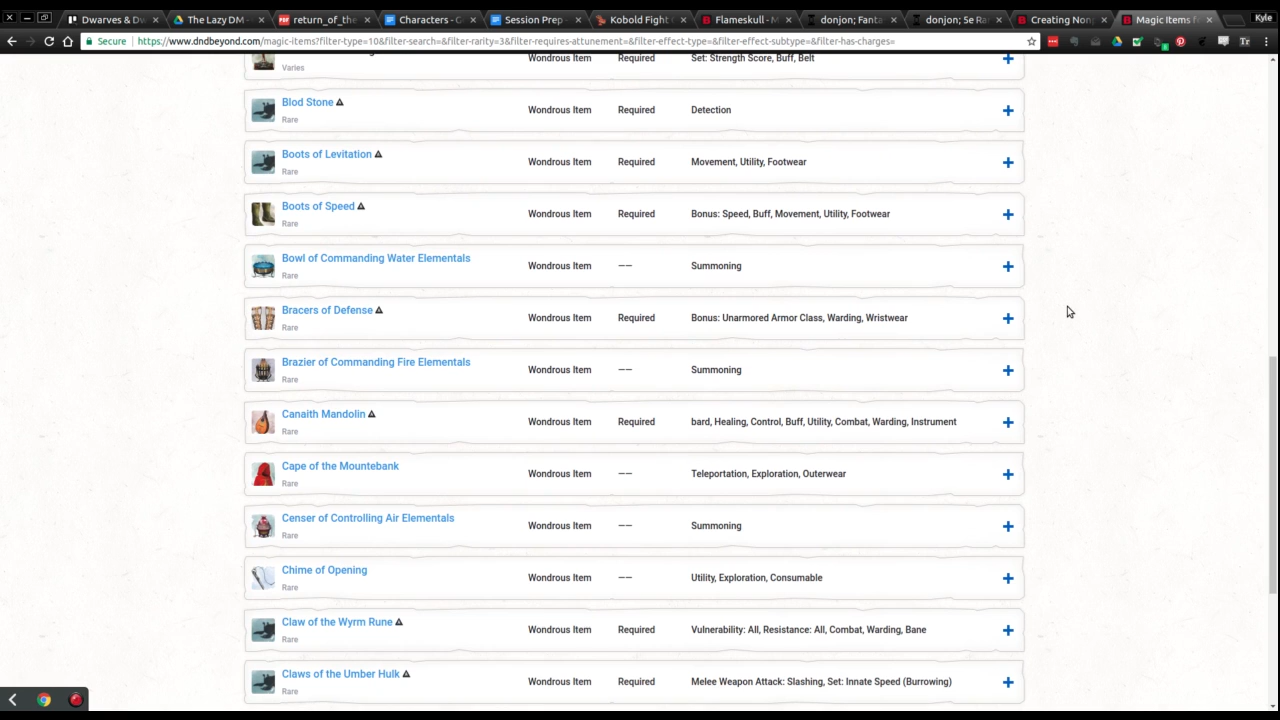 Dwarves & Dw
The Lazy DM -
return_of_the
Characters - G
Session Prep -
Kobold Fight
Flameskull - M
donjon; Fanta
donjon; 5e Ra
Creating Nong
Magic Items fr
Kyle
Secure
https://www.dndbeyond.com/magic-items?filter-type=10&filter-search=&filter-rarity=3&filter-requires-attunement=&filter-effect-type=&filter-effect-subtype=&filter-has-charges=
Varies
Wondrous Item Required Set: Strength Score, Buff, Belt
Blod Stone
Rare
Wondrous Item Required Detection
Boots of Levitation
Rare
Wondrous Item Required Movement, Utility, Footwear
Boots of Speed
Rare
Wondrous Item Required Bonus: Speed, Buff, Movement, Utility, Footwear
Bowl of Commanding Water Elementals
Rare
Wondrous Item —— Summoning
Bracers of Defense
Rare
Wondrous Item Required Bonus: Unarmored Armor Class, Warding, Wristwear
Brazier of Commanding Fire Elementals
Rare
Wondrous Item —— Summoning
Canaith Mandolin
Rare
Wondrous Item Required bard, Healing, Control, Buff, Utility, Combat, Warding, Instrument
Cape of the Mountebank
Rare
Wondrous Item —— Teleportation, Exploration, Outerwear
Censer of Controlling Air Elementals
Rare
Wondrous Item —— Summoning
Chime of Opening
Rare
Wondrous Item —— Utility, Exploration, Consumable
Claw of the Wyrm Rune
Rare
Wondrous Item Required Vulnerability: All, Resistance: All, Combat, Warding, Bane
Claws of the Umber Hulk
Rare
Wondrous Item Required Melee Weapon Attack: Slashing, Set: Innate Speed (Burrowing)